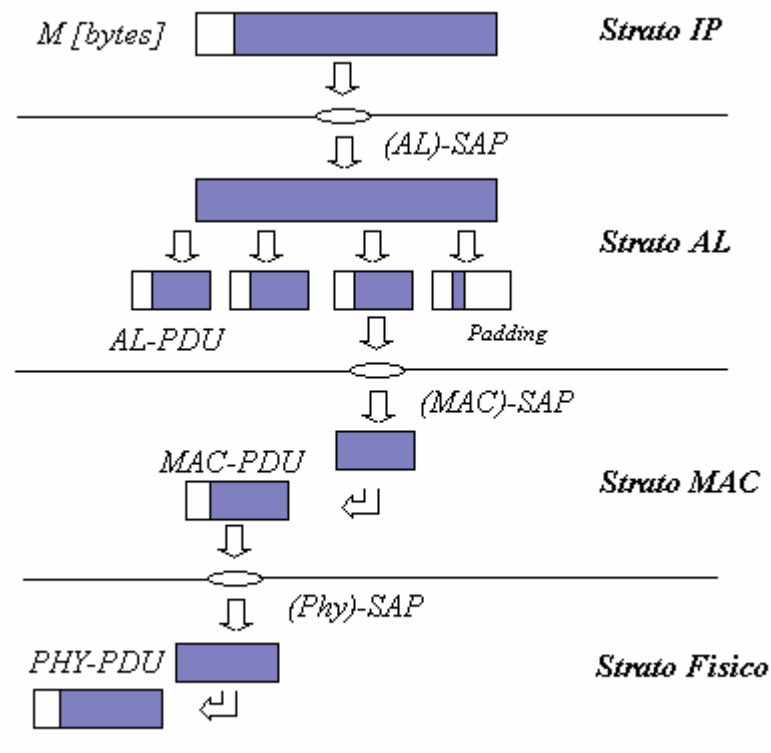 M [bytes] Strato IP
(AL)-SAP
Strato AL
AL-PDU Padding
(MAC)-SAP
MAC-PDU
Strato MAC
(Phy)-SAP
PHY-PDU Strato Fisico